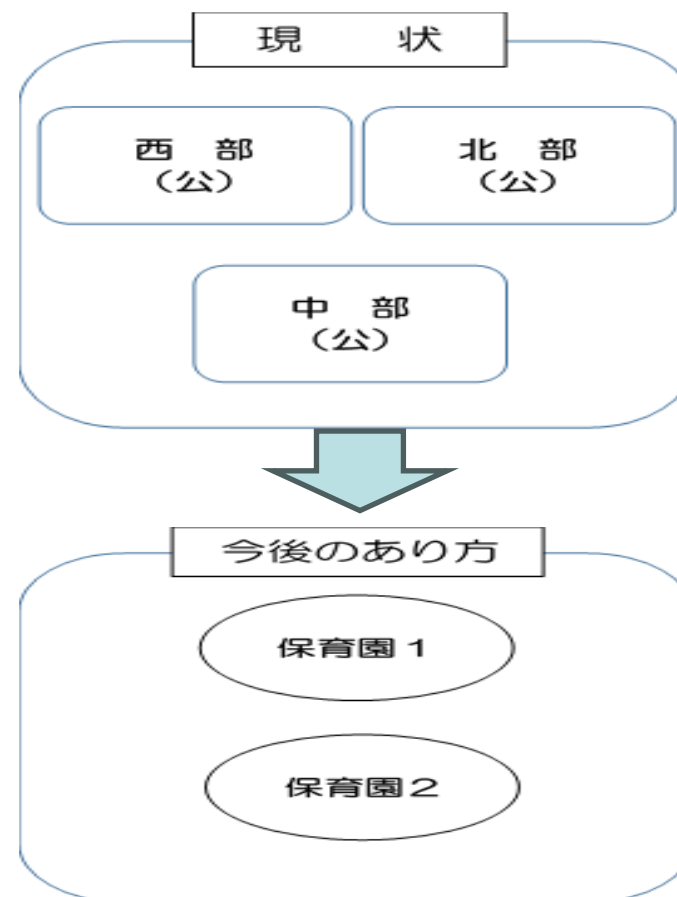 現　状
西　部
（公）
北　部
（公）
中　部
（公）
今後のあり方
保育園１
保育園２